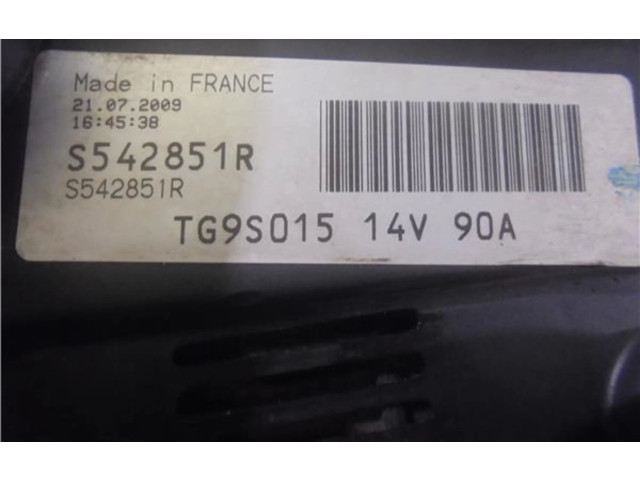 Made in FRANCE
21.07.2009
16:45:38
S542851R
S542851R
TG9S015 14V 90A